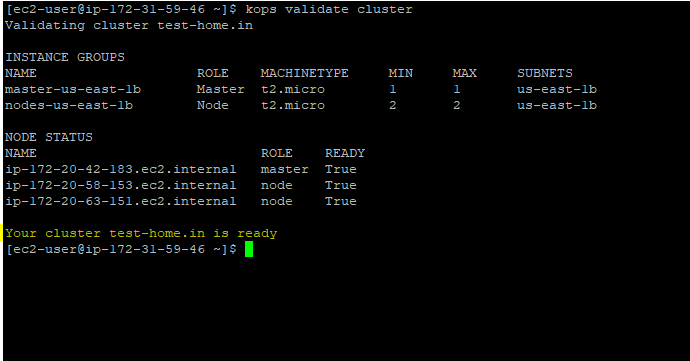 [ec2-user@ip-172-31-59-46 ~]$ kops validate cluster
Validating cluster test-home.in
INSTANCE GROUPS
NAME ROLE MACHINETYPE MIN MAX SUBNETS
master-us-east-1b Master t2.micro 1 1 us-east-1b
nodes-us-east-1b Node t2.micro 2 2 us-east-1b
NODE STATUS
NAME ROLE READY
ip-172-20-42-183.ec2.internal master True
ip-172-20-58-153.ec2.internal node True
ip-172-20-63-151.ec2.internal node True
Your cluster test-home.in is ready
[ec2-user@ip-172-31-59-46 ~]$